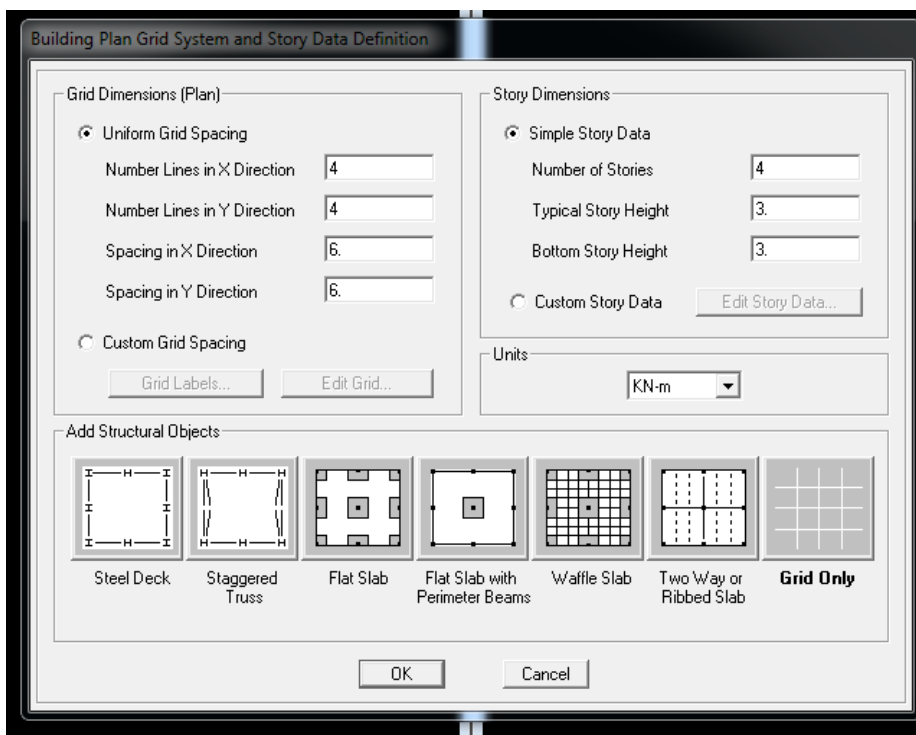 Building Plan Grid System and Story Data Definition
Grid Dimensions (Plan)
Uniform Grid Spacing
Number Lines in X Direction 4
Number Lines in Y Direction 4
Spacing in X Direction 6.
Spacing in Y Direction 6.
Custom Grid Spacing
Grid Labels... Edit Grid...
Story Dimensions
Simple Story Data
Number of Stories 4
Typical Story Height 3.
Bottom Story Height 3.
Custom Story Data Edit Story Data...
Units
KN-m
Add Structural Objects
Steel Deck
Staggered
Truss
Flat Slab
Flat Slab with
Perimeter Beams
Waffle Slab
Two Way or
Ribbed Slab
Grid Only
OK Cancel